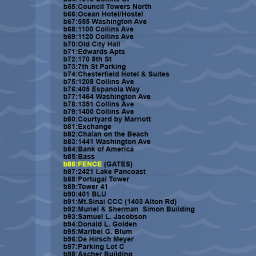 b65:Council Towers North
b66:Ocean Hotel/Hostel
b67:555 Washington Ave
b68:1100 Collins Ave
b69:1120 Collins Ave
b70:Old City Hall
b71:Edwards Apts
b72:170 8th St
b73:7th St Parking
b74:Chesterfield Hotel & Suites
b75:1208 Collins Ave
b76:405 Espanola Way
b77:1464 Washington Ave
b78:1351 Collins Ave
b79:1400 Collins Ave
b80:Courtyard by Marriott
b81:Exchange
b82:Chalan on the Beach
b83:1441 Washington Ave
b84:Bank of America
b85:Bass
b86:FENCE (GATES)
b87:2421 Lake Pancoast
b88:Portugal Tower
b89:Tower 41
b90:401 BLU
b91:Mt.Sinai CCC (1403 Alton Rd)
b92:Muriel & Sherman Simon Building
b93:Samuel L. Jacobson
b94:Donald L. Golden
b95:Maribel G. Blum
b96:De Hirsch Meyer
b97:Parking Lot C
b98:Ascher Building